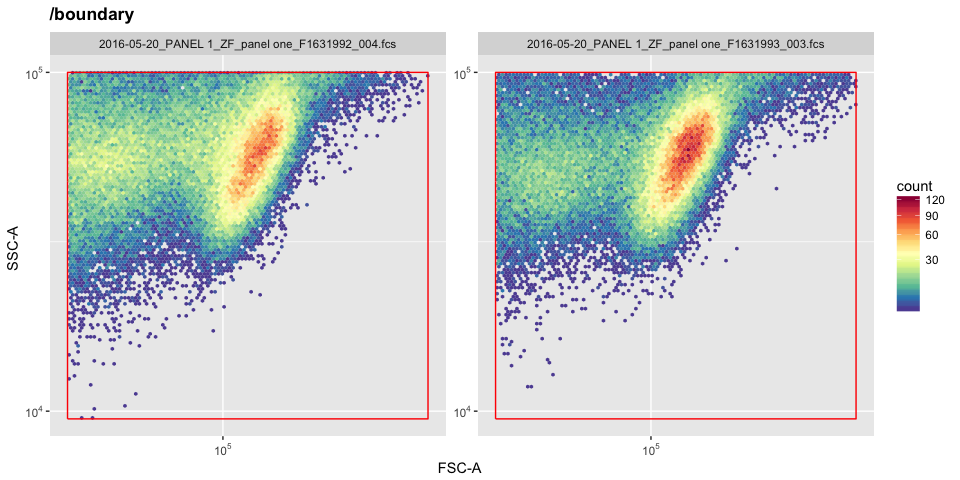 /boundary
2016-05-20_PANEL 1_ZF_panel one_F1631992_004.fcs
2016-05-20_PANEL 1_ZF_panel one_F1631993_003.fcs
10^5
10^4
10^5
10^4
SSC-A
10^5
10^5
FSC-A
count
120
90
60
30